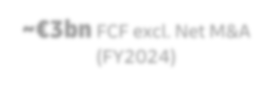 ~€3bn FCF excl. Net M&A
(FY2024)